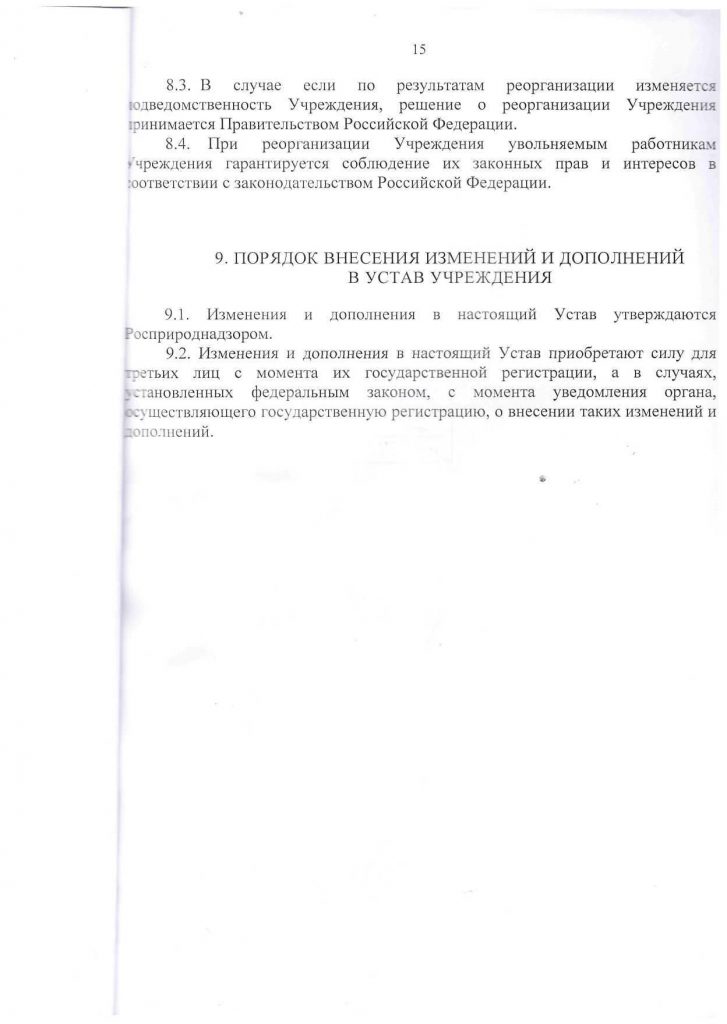 15
8.3. В случае если по результатам реорганизации изменяется
подведомственность Учреждения, решение о реорганизации Учреждения
принимается Правительством Российской Федерации.
8.4. При реорганизации Учреждения увольняемым работникам
Учреждения гарантируется соблюдение их законных прав и интересов в
соответствии с законодательством Российской Федерации.
9. ПОРЯДОК ВНЕСЕНИЯ ИЗМЕНЕНИЙ И ДОПОЛНЕНИЙ
В УСТАВ УЧРЕЖДЕНИЯ
9.1. Изменения и дополнения в настоящий Устав утверждаются
Росприроднадзором.
9.2. Изменения и дополнения в настоящий Устав приобретают силу для
третьих лиц с момента их государственной регистрации, а в случаях,
установленных федеральным законом, с момента уведомления органа,
осуществляющего государственную регистрацию, о внесении таких изменений и
дополнений.